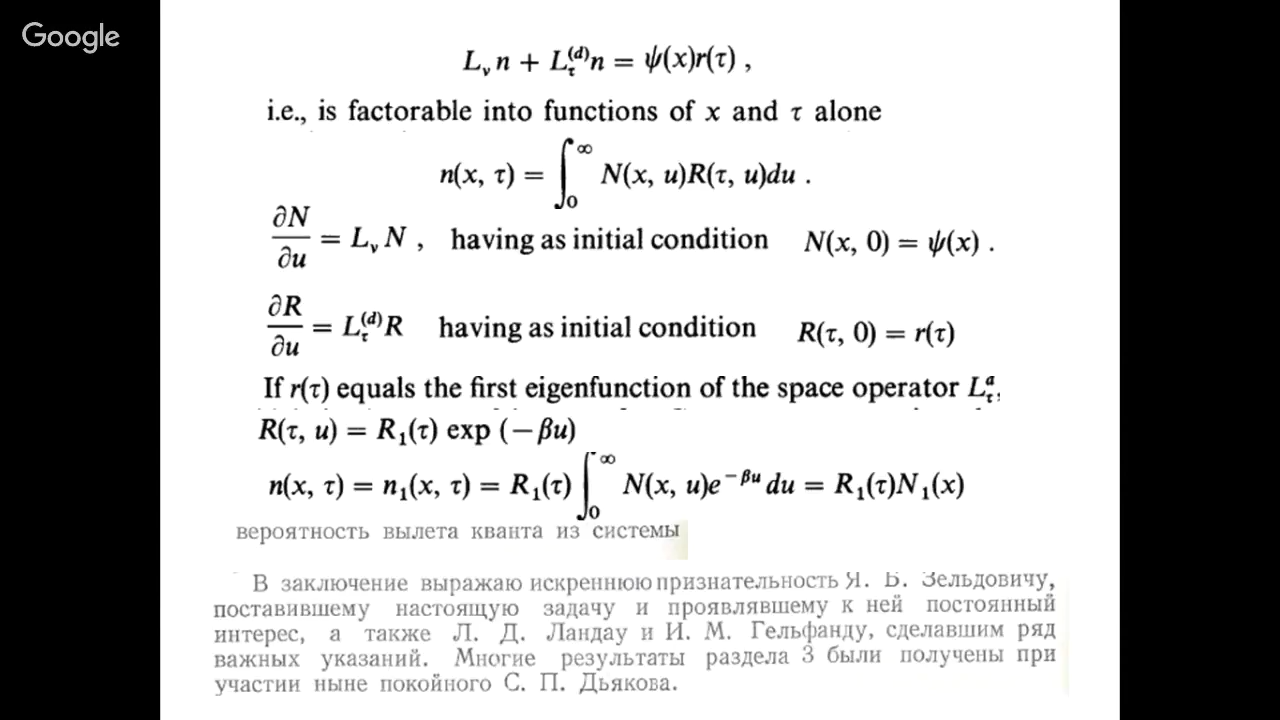 Google
L_ν n + L_τ^(d) n = ψ(x)r(τ) ,
i.e., is factorable into functions of x and τ alone
n(x, τ) = ∫_0^∞ N(x, u)R(τ, u)du .
∂N/∂u = L_ν N , having as initial condition N(x, 0) = ψ(x) .
∂R/∂u = L_τ^(d) R having as initial condition R(τ, 0) = r(τ)
If r(τ) equals the first eigenfunction of the space operator L_τ^d,
R(τ, u) = R_1(τ) exp (−βu)
n(x, τ) = n_1(x, τ) = R_1(τ) ∫_0^∞ N(x, u)e^(−βu) du = R_1(τ)N_1(x)
вероятность вылета кванта из системы
В заключение выражаю искреннюю признательность Я. Б. Зельдовичу,
поставившему настоящую задачу и проявлявшему к ней постоянный
интерес, а также Л. Д. Ландау и И. М. Гельфанду, сделавшим ряд
важных указаний. Многие результаты раздела 3 были получены при
участии ныне покойного С. П. Дьякова.